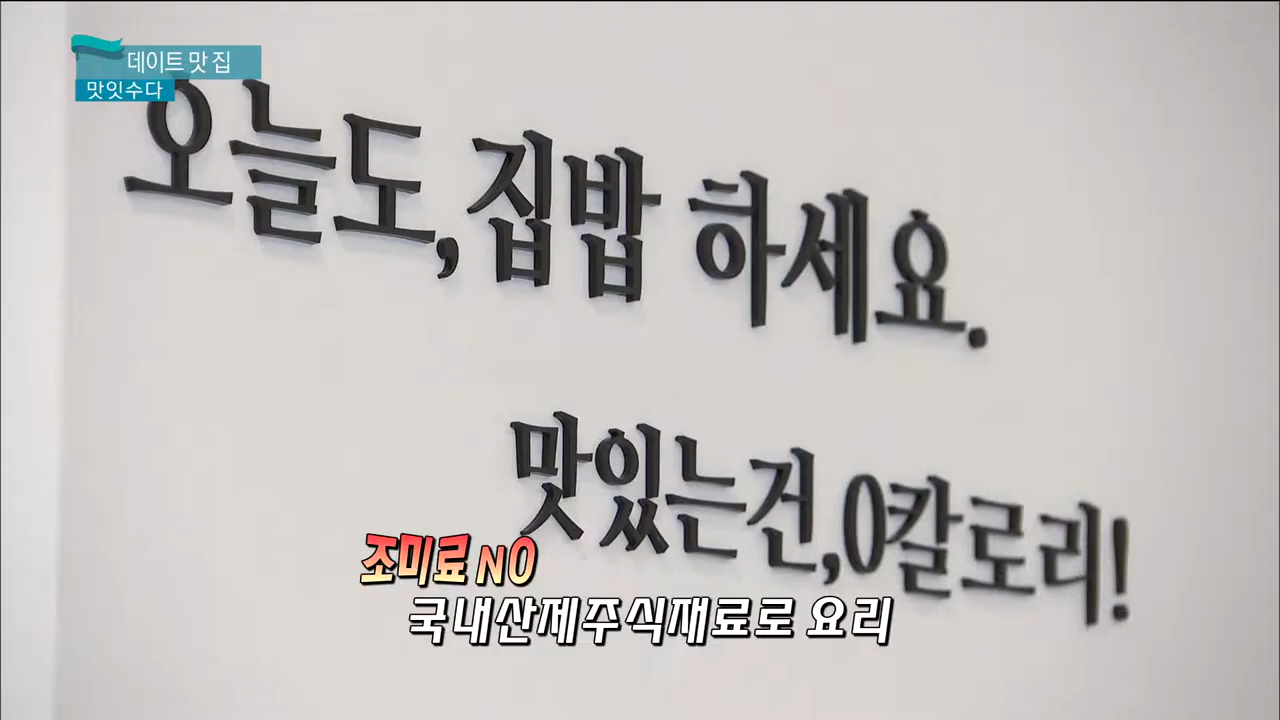 데이트 맛집
맛잇수다
오늘도, 집밥 하세요.
맛있는건, 0칼로리!
조미료 NO
국내산제주식재료로 요리